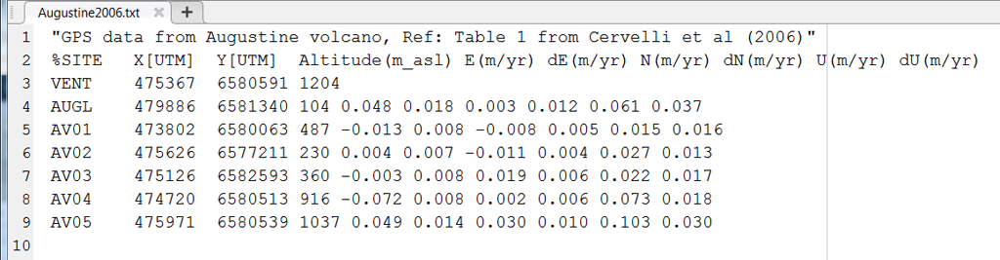 Augustine2006.txt × +
1 "GPS data from Augustine volcano, Ref: Table 1 from Cervelli et al (2006)"
2 %SITE X[UTM] Y[UTM] Altitude(m_asl) E(m/yr) dE(m/yr) N(m/yr) dN(m/yr) U(m/yr) dU(m/yr)
3 VENT 475367 6580591 1204
4 AUGL 479886 6581340 104 0.048 0.018 0.003 0.012 0.061 0.037
5 AV01 473802 6580063 487 -0.013 0.008 -0.008 0.005 0.015 0.016
6 AV02 475626 6577211 230 0.004 0.007 -0.011 0.004 0.027 0.013
7 AV03 475126 6582593 360 -0.003 0.008 0.019 0.006 0.022 0.017
8 AV04 474720 6580513 916 -0.072 0.008 0.002 0.006 0.073 0.018
9 AV05 475971 6580539 1037 0.049 0.014 0.030 0.010 0.103 0.030
10